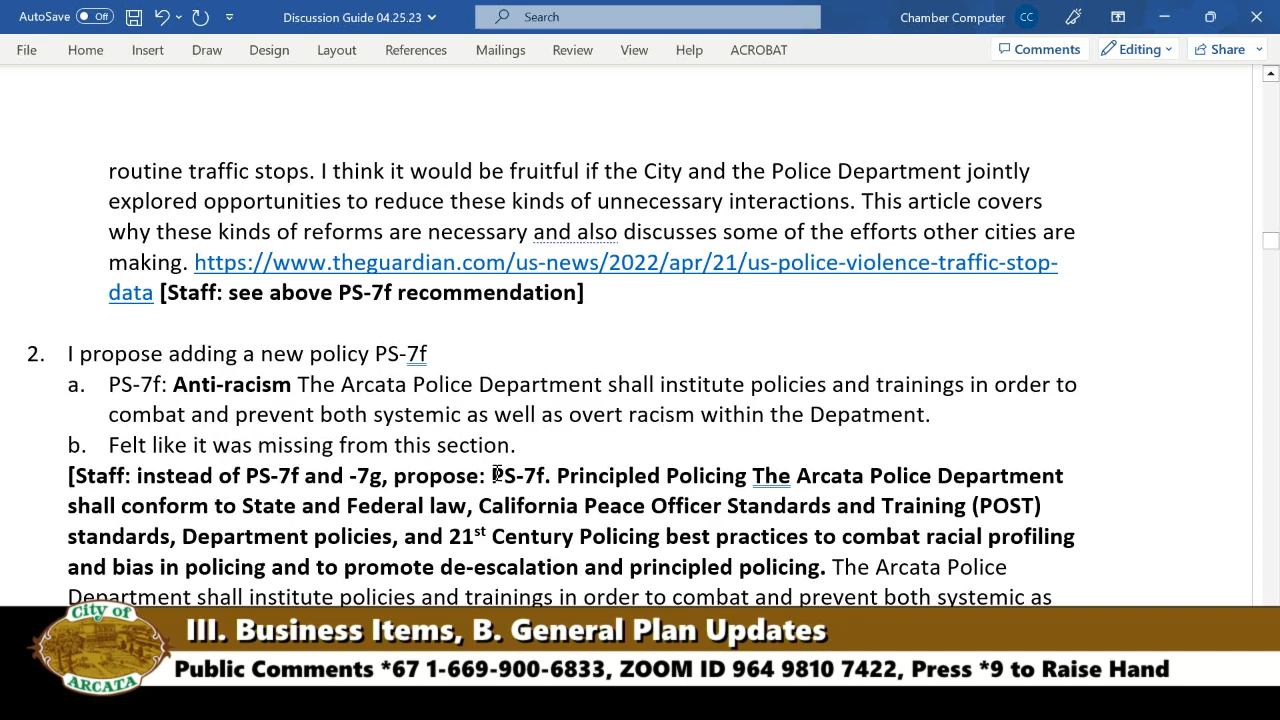 AutoSave Off Discussion Guide 04.25.23 Search Chamber Computer CC
File Home Insert Draw Design Layout References Mailings Review View Help ACROBAT Comments Editing Share
routine traffic stops. I think it would be fruitful if the City and the Police Department jointly
explored opportunities to reduce these kinds of unnecessary interactions. This article covers
why these kinds of reforms are necessary and also discusses some of the efforts other cities are
making. https://www.theguardian.com/us-news/2022/apr/21/us-police-violence-traffic-stop-
data [Staff: see above PS-7f recommendation]
2. I propose adding a new policy PS-7f
a. PS-7f: Anti-racism The Arcata Police Department shall institute policies and trainings in order to
combat and prevent both systemic as well as overt racism within the Depatment.
b. Felt like it was missing from this section.
[Staff: instead of PS-7f and -7g, propose: PS-7f. Principled Policing The Arcata Police Department
shall conform to State and Federal law, California Peace Officer Standards and Training (POST)
standards, Department policies, and 21st Century Policing best practices to combat racial profiling
and bias in policing and to promote de-escalation and principled policing. The Arcata Police
Department shall institute policies and trainings in order to combat and prevent both systemic as
City of
ARCATA
III. Business Items, B. General Plan Updates
Public Comments *67 1-669-900-6833, ZOOM ID 964 9810 7422, Press *9 to Raise Hand